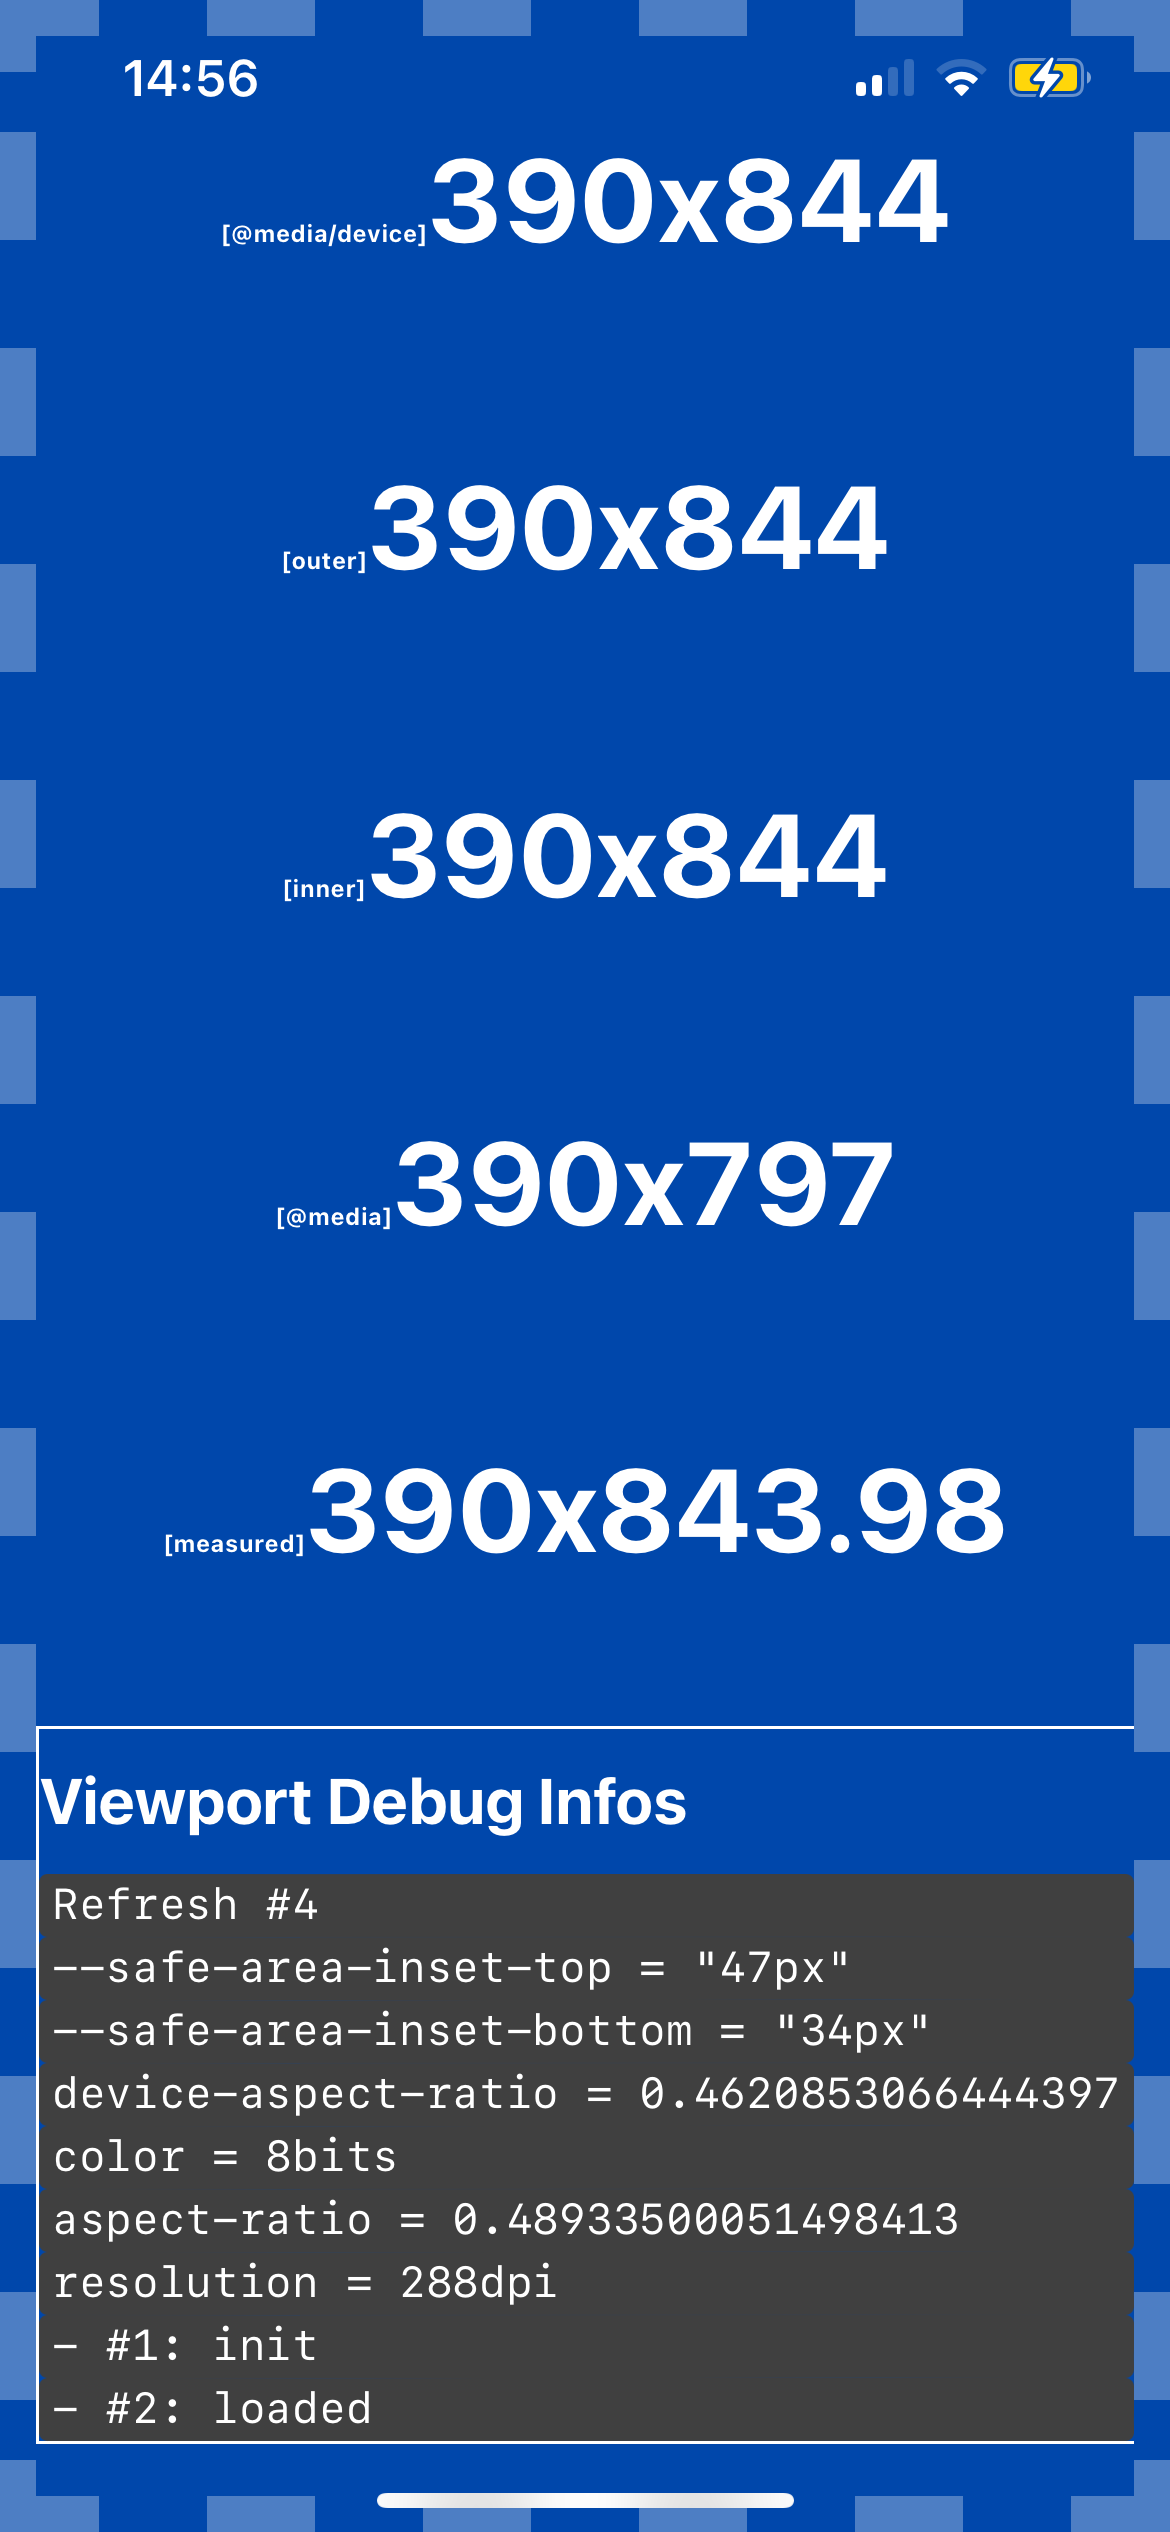 14:56
[@media/device]390x844
[outer]390x844
[inner]390x844
[@media]390x797
[measured]390x843.98
Viewport Debug Infos
Refresh #4
--safe-area-inset-top = "47px"
--safe-area-inset-bottom = "34px"
device-aspect-ratio = 0.4620853066444397
color = 8bits
aspect-ratio = 0.48933500051498413
resolution = 288dpi
- #1: init
- #2: loaded